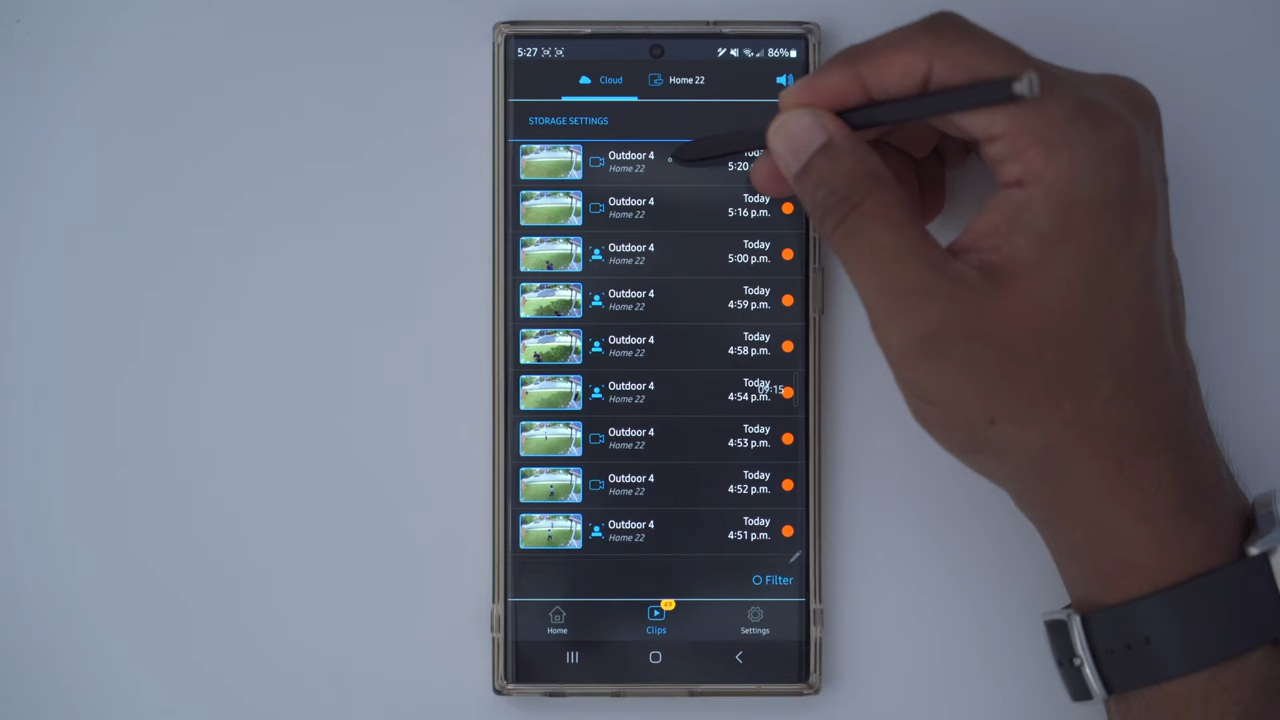 5:27 86%
Cloud Home 22
STORAGE SETTINGS
Outdoor 4
Home 22
5:20
Outdoor 4 Today
Home 22 5:16 p.m.
Outdoor 4 Today
Home 22 5:00 p.m.
Outdoor 4 Today
Home 22 4:59 p.m.
Outdoor 4 Today
Home 22 4:58 p.m.
Outdoor 4 Today
09:15
Home 22 4:54 p.m.
Outdoor 4 Today
Home 22 4:53 p.m.
Outdoor 4 Today
Home 22 4:52 p.m.
Outdoor 4 Today
Home 22 4:51 p.m.
Filter
49
Home Clips Settings